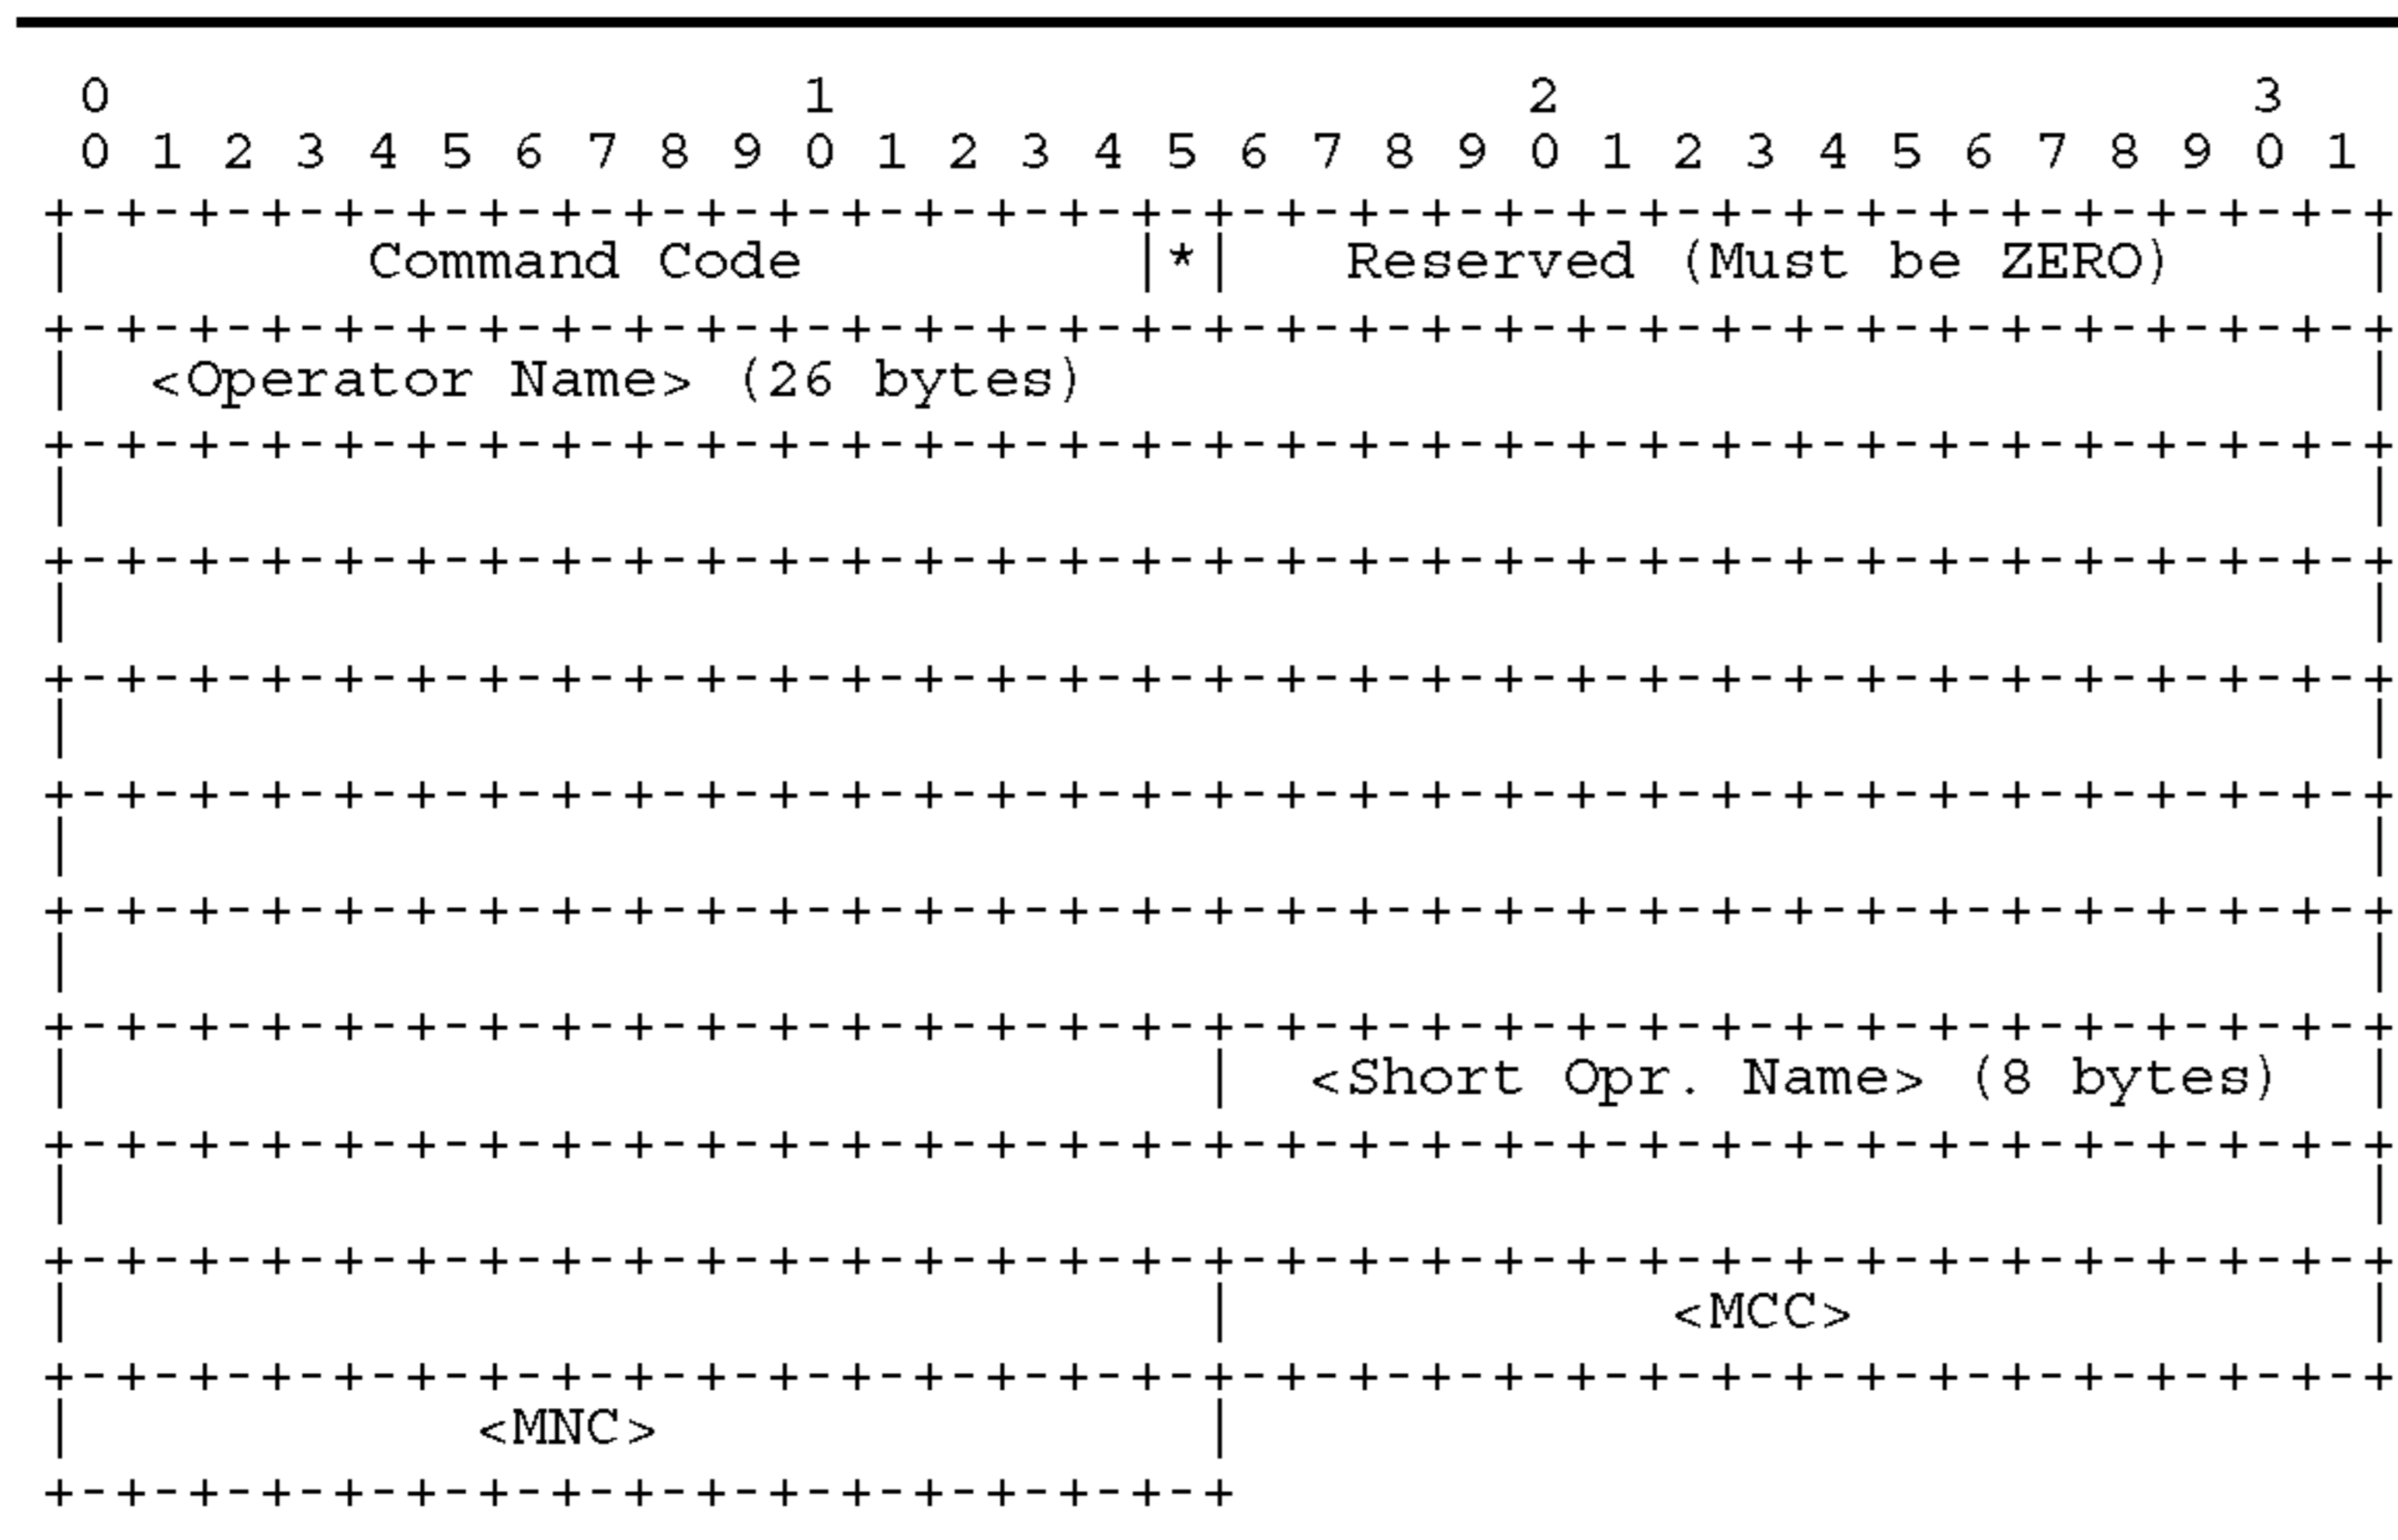 0 1 2 3
0 1 2 3 4 5 6 7 8 9 0 1 2 3 4 5 6 7 8 9 0 1 2 3 4 5 6 7 8 9 0 1
+-+-+-+-+-+-+-+-+-+-+-+-+-+-+-+-+-+-+-+-+-+-+-+-+-+-+-+-+-+-+-+-+
| Command Code |*| Reserved (Must be ZERO) |
+-+-+-+-+-+-+-+-+-+-+-+-+-+-+-+-+-+-+-+-+-+-+-+-+-+-+-+-+-+-+-+-+
| <Operator Name> (26 bytes) |
+-+-+-+-+-+-+-+-+-+-+-+-+-+-+-+-+-+-+-+-+-+-+-+-+-+-+-+-+-+-+-+-+
| |
+-+-+-+-+-+-+-+-+-+-+-+-+-+-+-+-+-+-+-+-+-+-+-+-+-+-+-+-+-+-+-+-+
| |
+-+-+-+-+-+-+-+-+-+-+-+-+-+-+-+-+-+-+-+-+-+-+-+-+-+-+-+-+-+-+-+-+
| |
+-+-+-+-+-+-+-+-+-+-+-+-+-+-+-+-+-+-+-+-+-+-+-+-+-+-+-+-+-+-+-+-+
| |
+-+-+-+-+-+-+-+-+-+-+-+-+-+-+-+-+-+-+-+-+-+-+-+-+-+-+-+-+-+-+-+-+
| |
+-+-+-+-+-+-+-+-+-+-+-+-+-+-+-+-+-+-+-+-+-+-+-+-+-+-+-+-+-+-+-+-+
| | <Short Opr. Name> (8 bytes) |
+-+-+-+-+-+-+-+-+-+-+-+-+-+-+-+-+-+-+-+-+-+-+-+-+-+-+-+-+-+-+-+-+
| |
+-+-+-+-+-+-+-+-+-+-+-+-+-+-+-+-+-+-+-+-+-+-+-+-+-+-+-+-+-+-+-+-+
| | <MCC> |
+-+-+-+-+-+-+-+-+-+-+-+-+-+-+-+-+-+-+-+-+-+-+-+-+-+-+-+-+-+-+-+-+
| <MNC> |
+-+-+-+-+-+-+-+-+-+-+-+-+-+-+-+-+